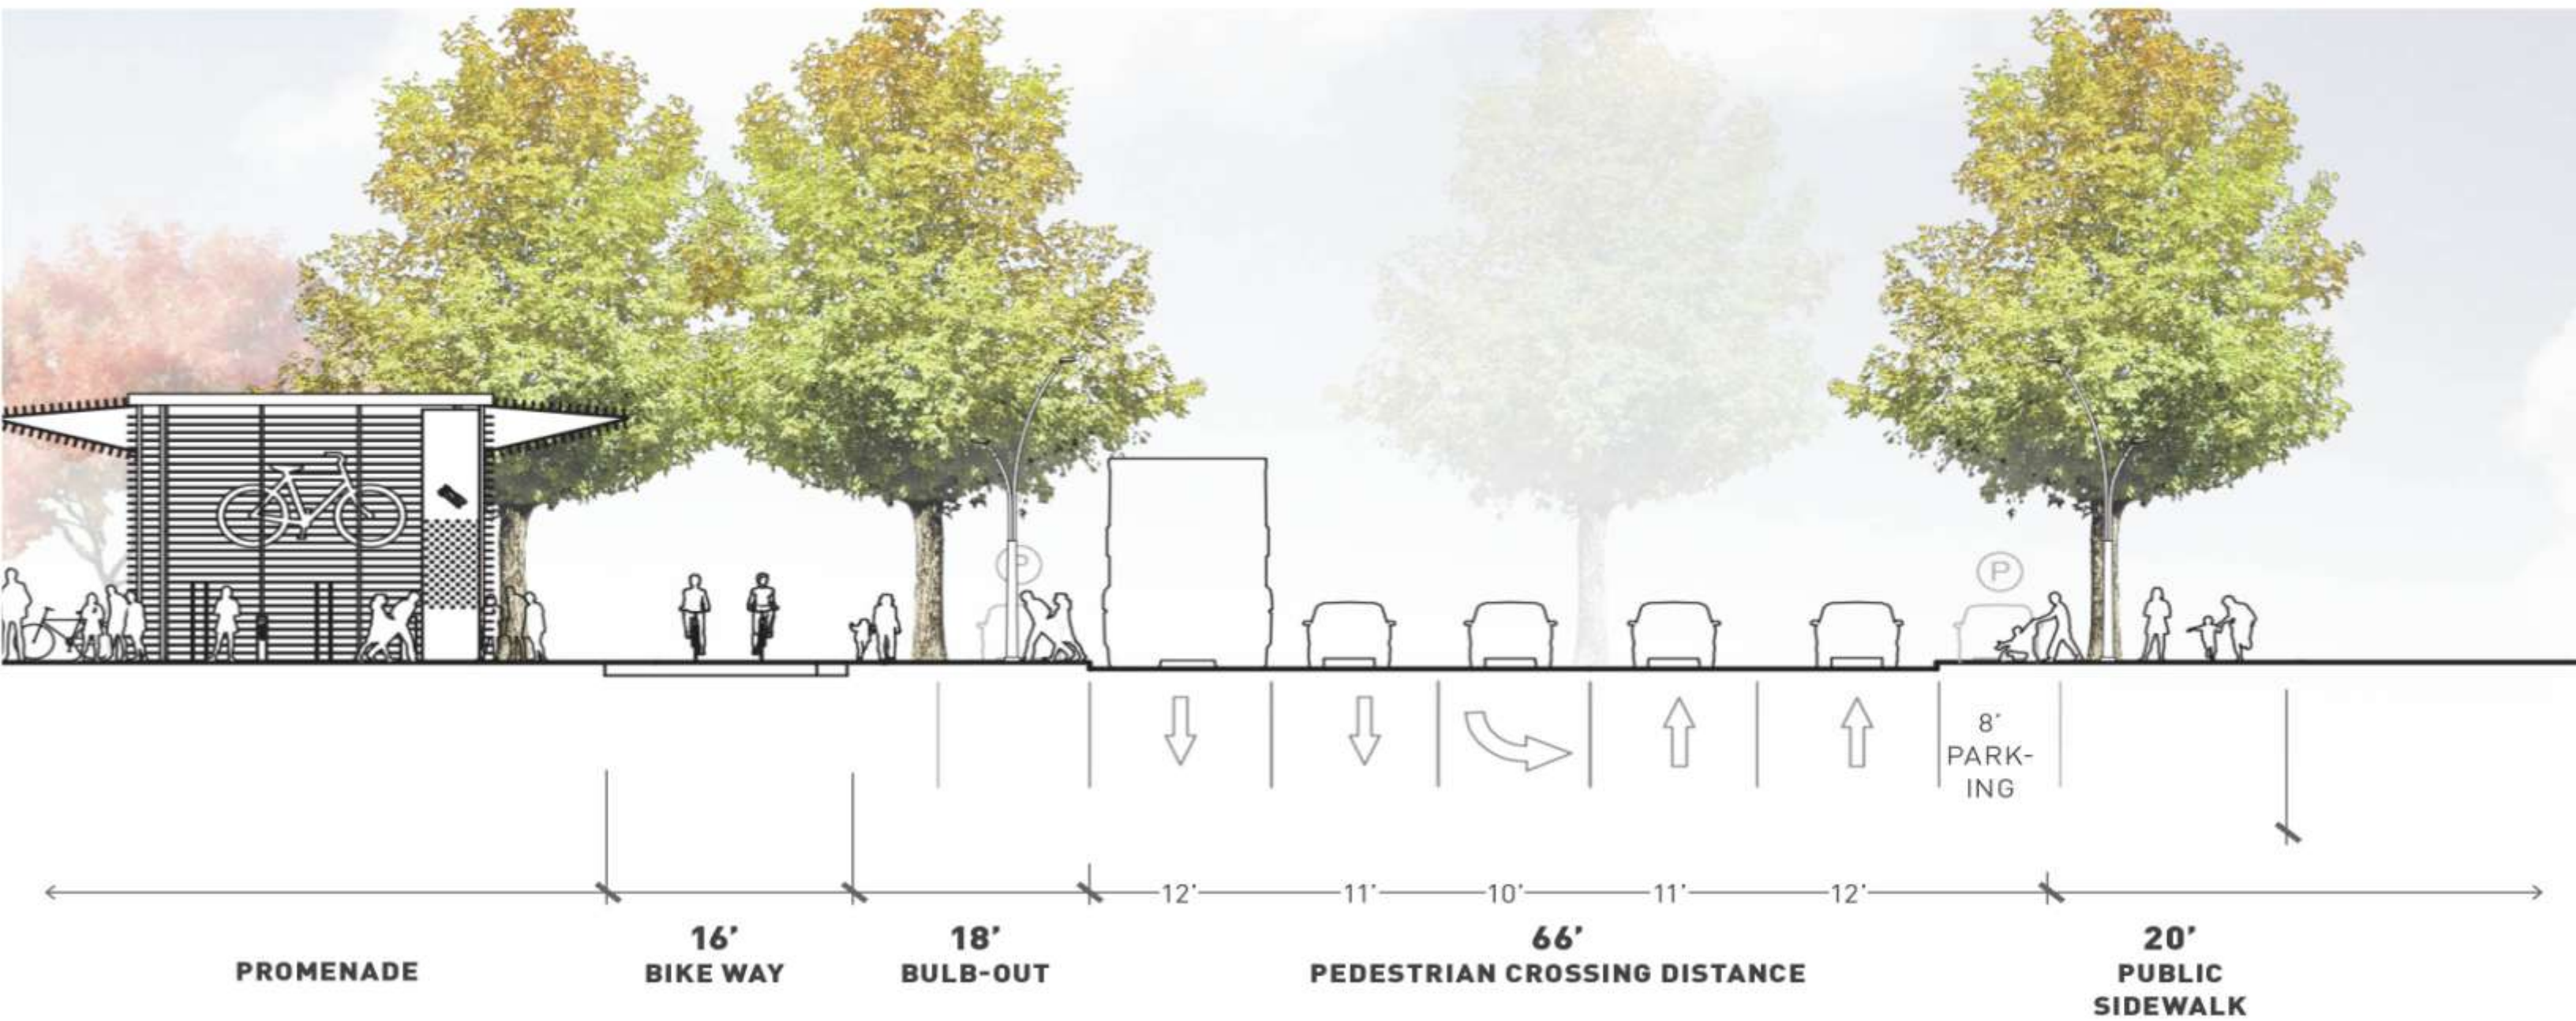 P
P
8'
PARK-
ING
12' 11' 10' 11' 12'
16' 18' 66' 20'
PROMENADE BIKE WAY BULB-OUT PEDESTRIAN CROSSING DISTANCE PUBLIC
SIDEWALK